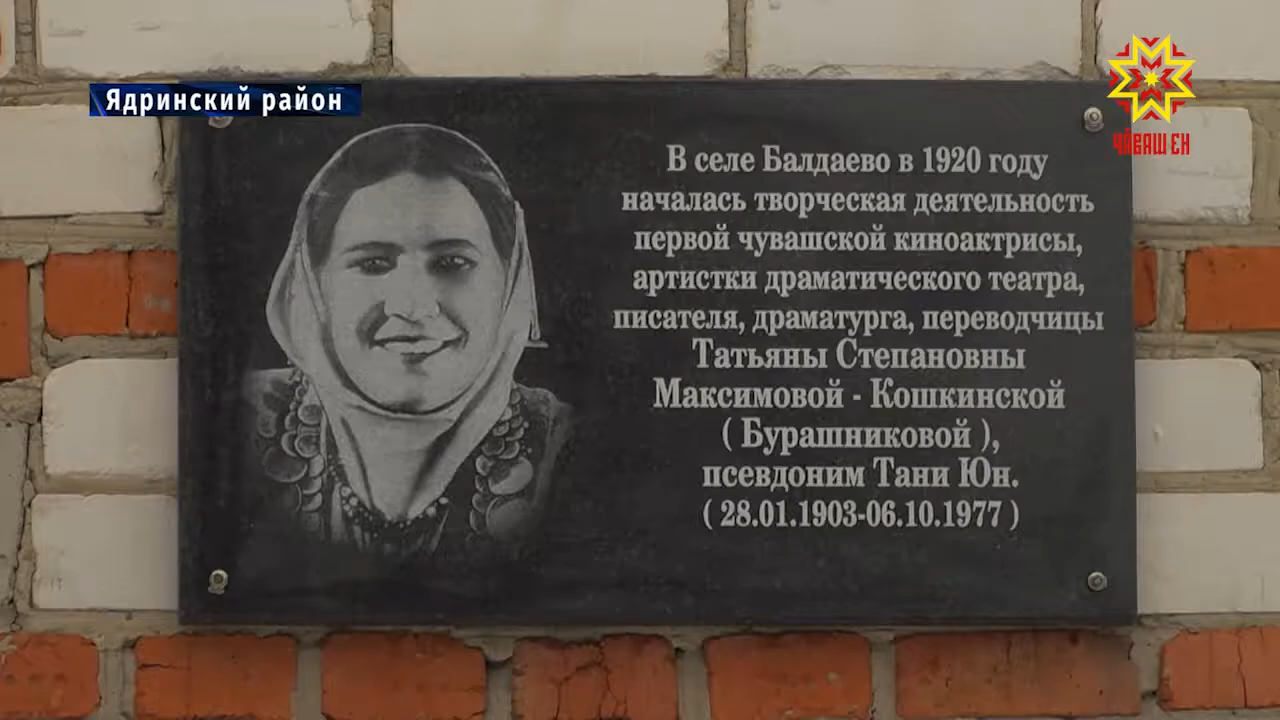 Ядринский район
ЧӐВАШ ЕН
В селе Балдаево в 1920 году
началась творческая деятельность
первой чувашской киноактрисы,
артистки драматического театра,
писателя, драматурга, переводчицы
Татьяны Степановны
Максимовой - Кошкинской
( Бурашниковой ),
псевдоним Тани Юн.
( 28.01.1903-06.10.1977 )